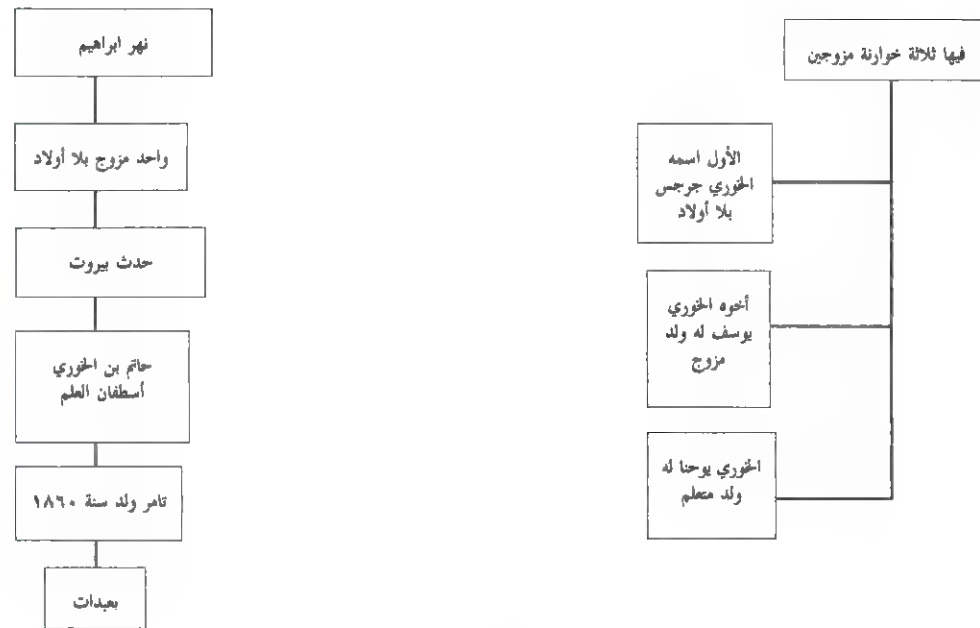 فيها ثلاثة خوارنة مزوجين
الأول اسمه
الخوري جرجس
بلا أولاد
أخوه الخوري
يوسف له ولد
مزوج
الخوري يوحنا له
ولد متعلم
نهر ابراهيم
واحد مزوج بلا أولاد
حدث بيروت
حاتم بن الخوري
أسطفان العلم
تامر ولد سنة ١٨٦٠
بعبدات